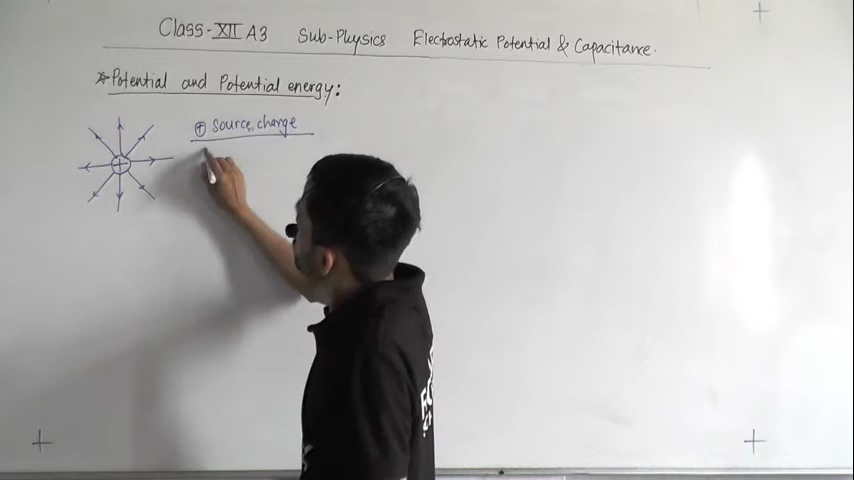 Class-XII A3 Sub-Physics Electrostatic Potential & Capacitance.
*Potential and Potential energy:
⊕ Source charge